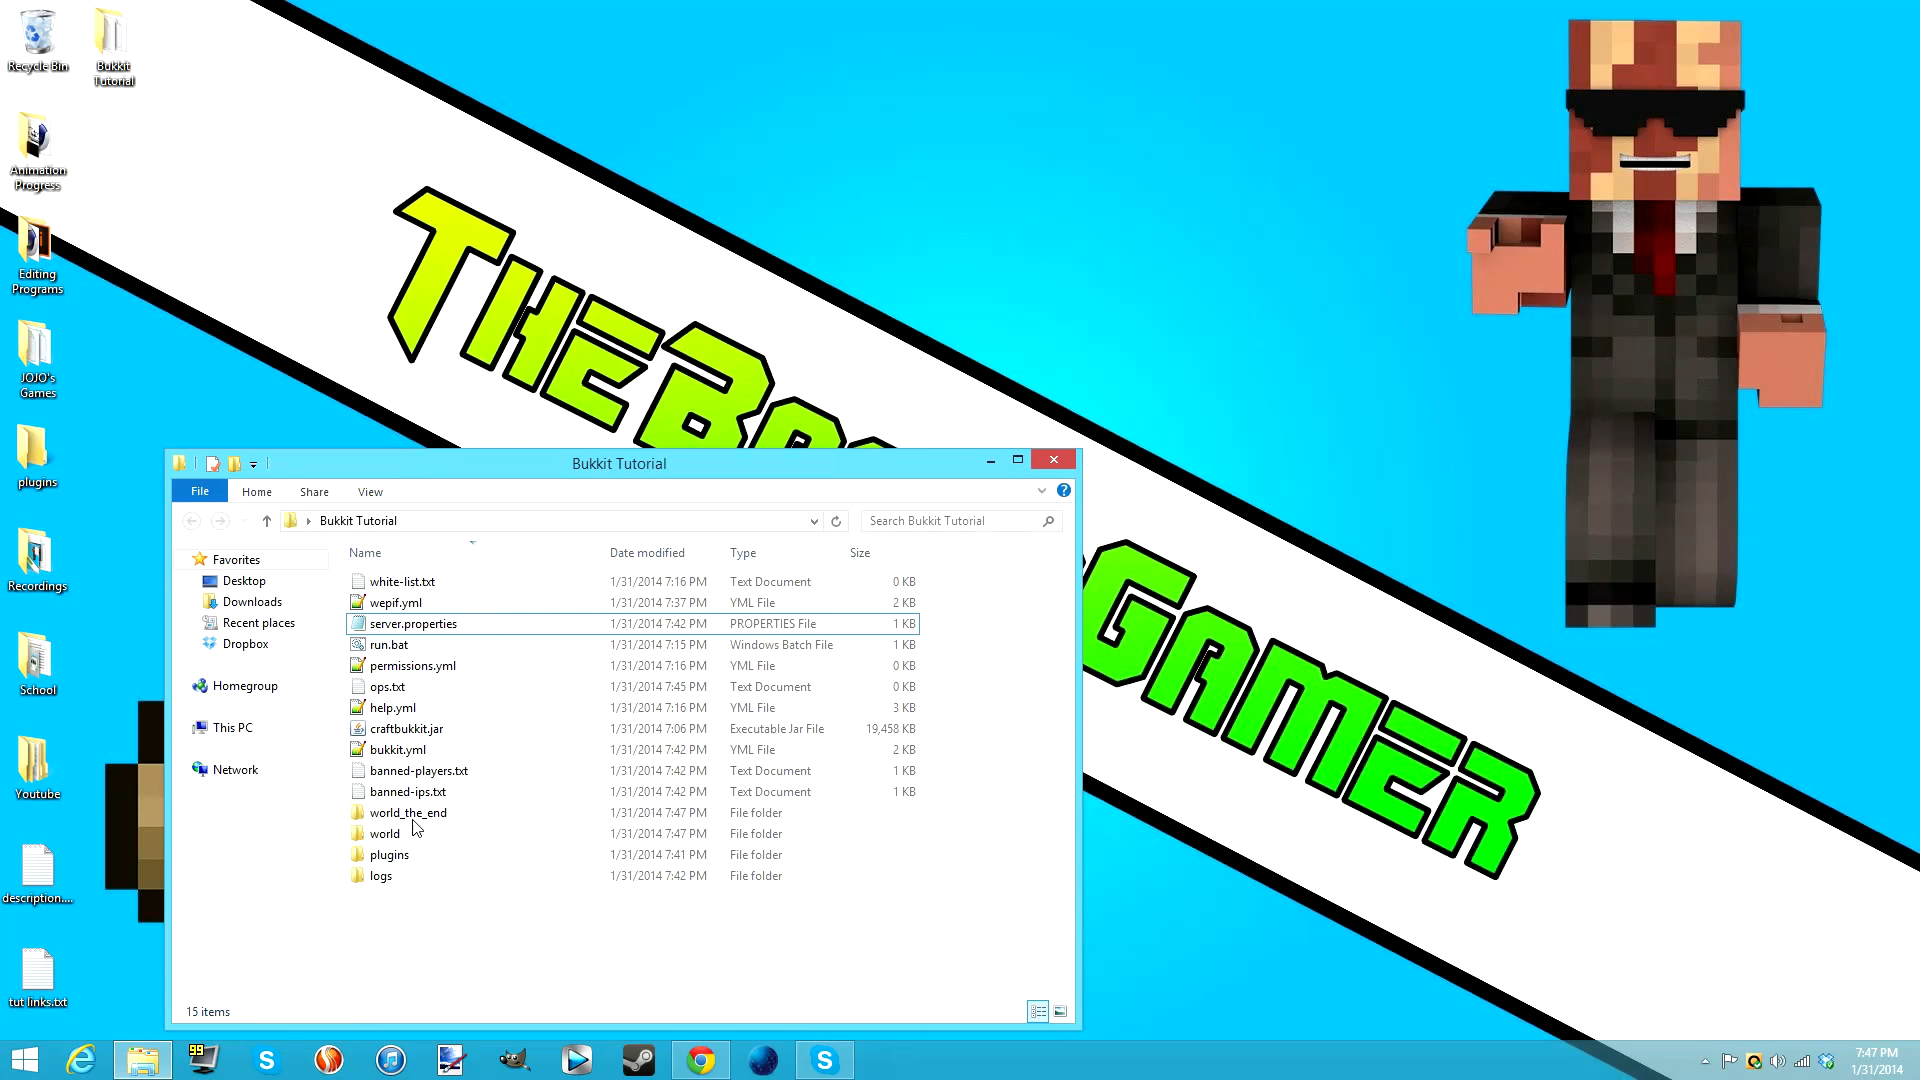 Recycle Bin
Bukkit
Tutorial
Animation
Progress
Editing
Programs
JOJO's
Games
plugins
Recordings
School
Youtube
description....
tut links.txt
THEB
GAMER
Bukkit Tutorial
File
Home
Share
View
Bukkit Tutorial
Search Bukkit Tutorial
Favorites
Desktop
Downloads
Recent places
Dropbox
Homegroup
This PC
Network
Name Date modified Type Size
white-list.txt 1/31/2014 7:16 PM Text Document 0 KB
wepif.yml 1/31/2014 7:37 PM YML File 2 KB
server.properties 1/31/2014 7:42 PM PROPERTIES File 1 KB
run.bat 1/31/2014 7:15 PM Windows Batch File 1 KB
permissions.yml 1/31/2014 7:16 PM YML File 0 KB
ops.txt 1/31/2014 7:45 PM Text Document 0 KB
help.yml 1/31/2014 7:16 PM YML File 3 KB
craftbukkit.jar 1/31/2014 7:06 PM Executable Jar File 19,458 KB
bukkit.yml 1/31/2014 7:42 PM YML File 2 KB
banned-players.txt 1/31/2014 7:42 PM Text Document 1 KB
banned-ips.txt 1/31/2014 7:42 PM Text Document 1 KB
world_the_end 1/31/2014 7:47 PM File folder
world 1/31/2014 7:47 PM File folder
plugins 1/31/2014 7:41 PM File folder
logs 1/31/2014 7:42 PM File folder
15 items
99
7:47 PM
1/31/2014